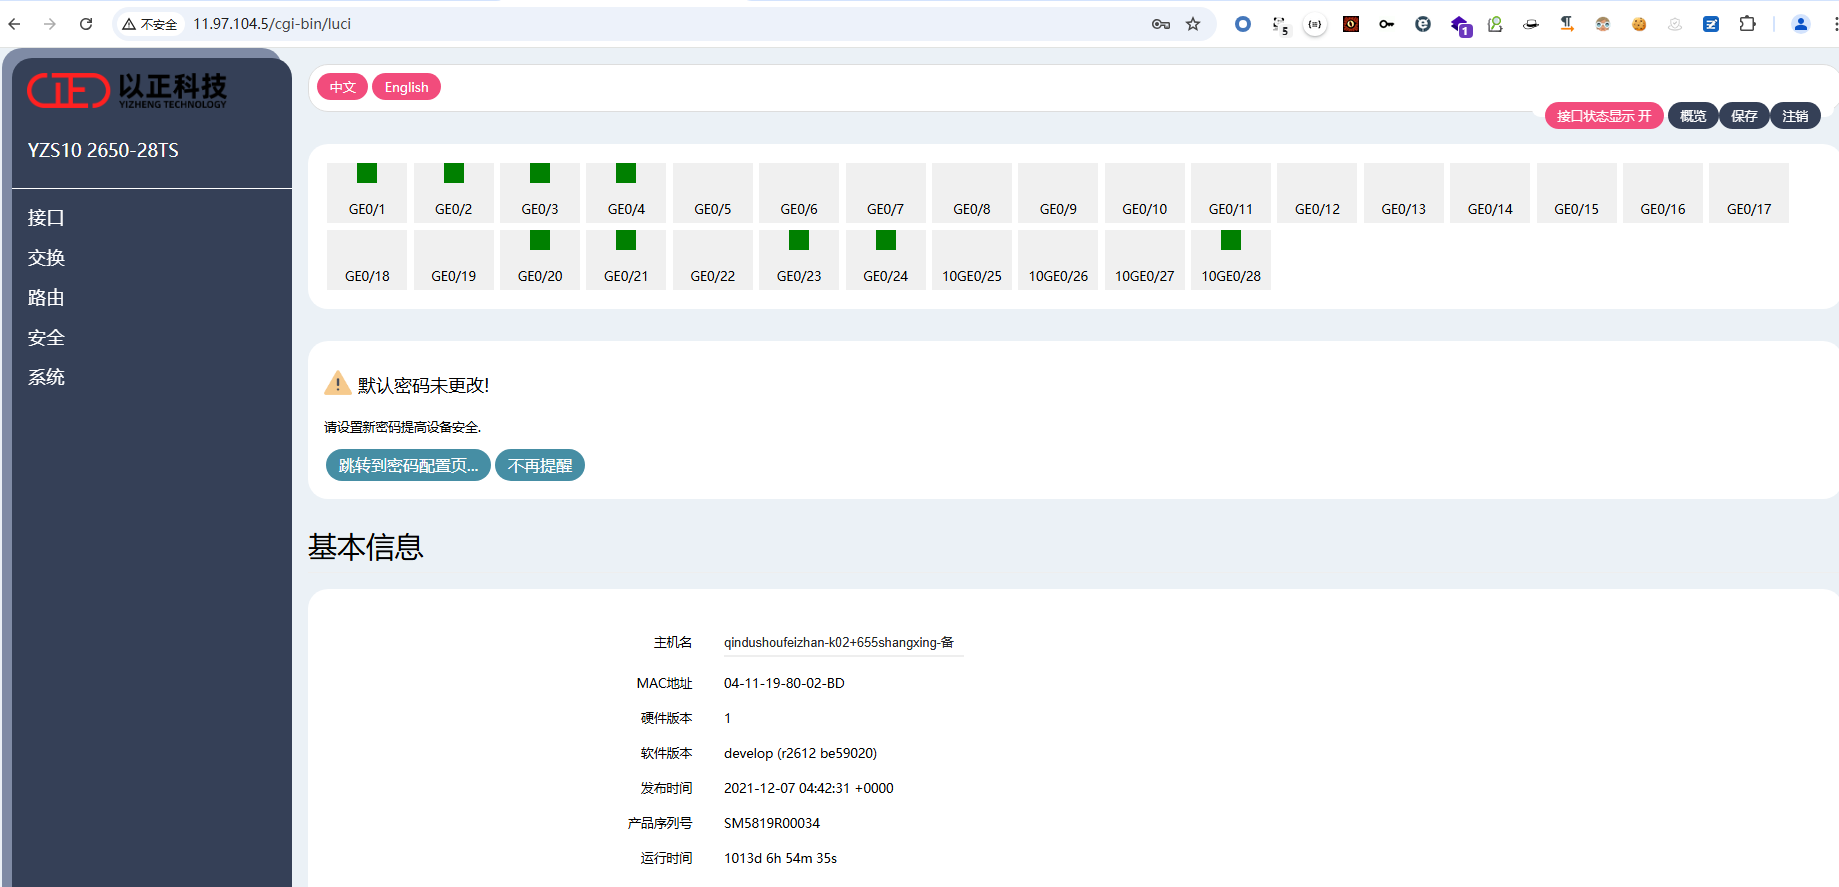 不安全 11.97.104.5/cgi-bin/luci
5
1
以正科技
YIZHENG TECHNOLOGY
YZS10 2650-28TS
接口
交换
路由
安全
系统
中文 English
接口状态显示 开 概览 保存 注销
GE0/1 GE0/2 GE0/3 GE0/4 GE0/5 GE0/6 GE0/7 GE0/8 GE0/9 GE0/10 GE0/11 GE0/12 GE0/13 GE0/14 GE0/15 GE0/16 GE0/17
GE0/18 GE0/19 GE0/20 GE0/21 GE0/22 GE0/23 GE0/24 10GE0/25 10GE0/26 10GE0/27 10GE0/28
默认密码未更改!
请设置新密码提高设备安全.
跳转到密码配置页... 不再提醒
基本信息
主机名 qindushoufeizhan-k02+655shangxing-备
MAC地址 04-11-19-80-02-BD
硬件版本 1
软件版本 develop (r2612 be59020)
发布时间 2021-12-07 04:42:31 +0000
产品序列号 SM5819R00034
运行时间 1013d 6h 54m 35s